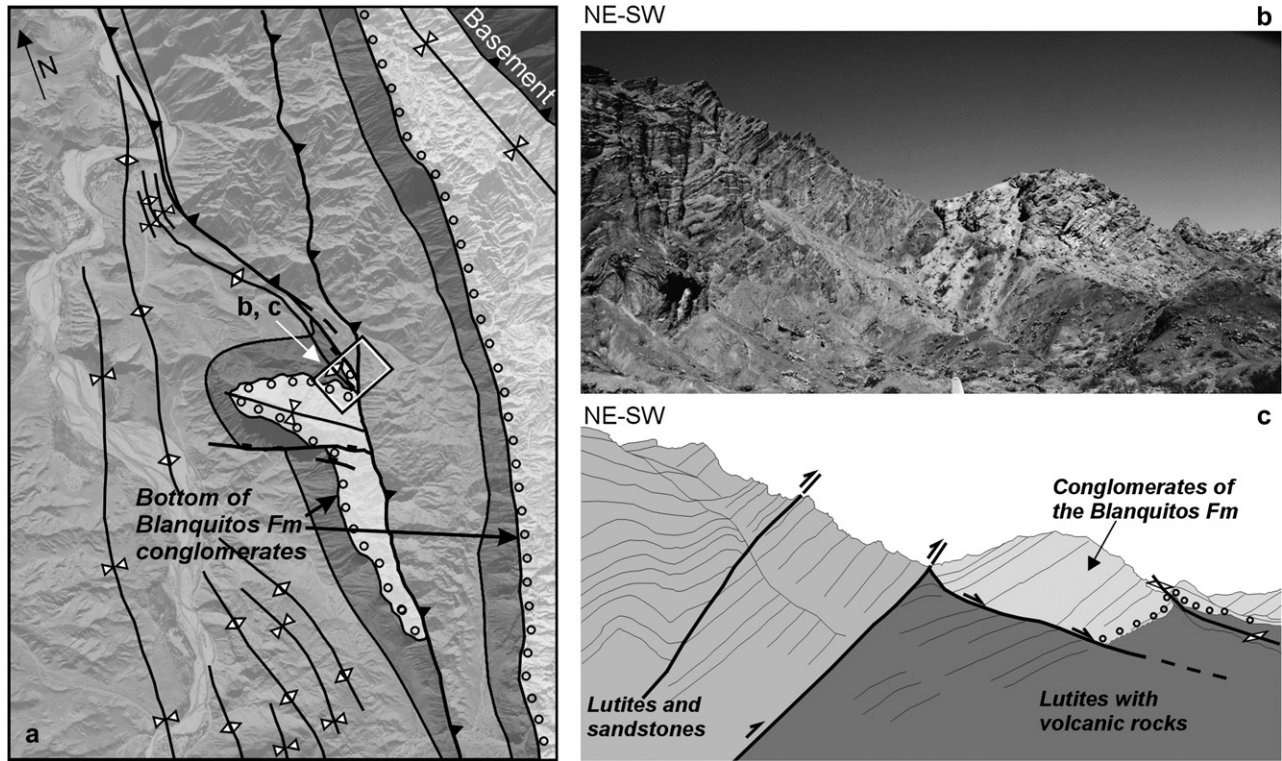 N
Basement
b, c
Bottom of
Blanquitos Fm
conglomerates
a
NE-SW
b
NE-SW
c
Conglomerates of
the Blanquitos Fm
Lutites and
sandstones
Lutites with
volcanic rocks